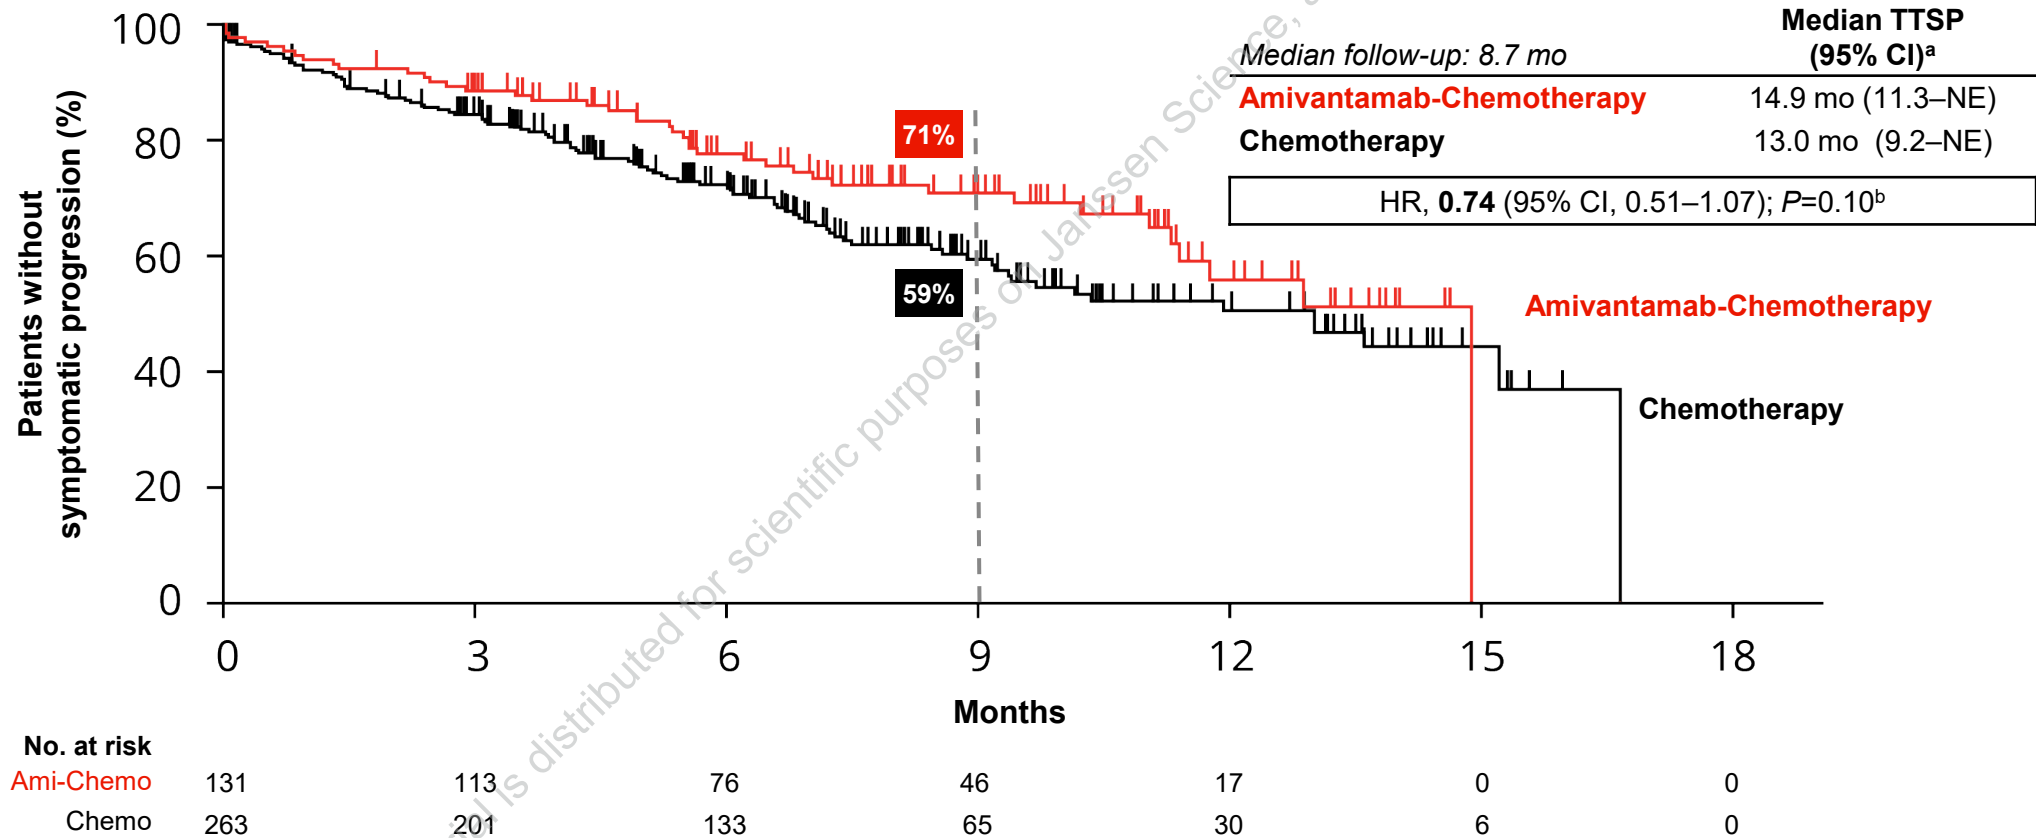 Median TTSP
Median follow-up: 8.7 mo (95% CI)a
Amivantamab-Chemotherapy 14.9 mo (11.3–NE)
Chemotherapy 13.0 mo (9.2–NE)
HR, 0.74 (95% CI, 0.51–1.07); P=0.10b
Patients without
symptomatic progression (%)
100
80
60
40
20
0
71%
59%
Amivantamab-Chemotherapy
Chemotherapy
0 3 6 9 12 15 18
Months
No. at risk
Ami-Chemo 131 113 76 46 17 0 0
Chemo 263 201 133 65 30 6 0
is distributed for scientific purposes on Janssen Science,